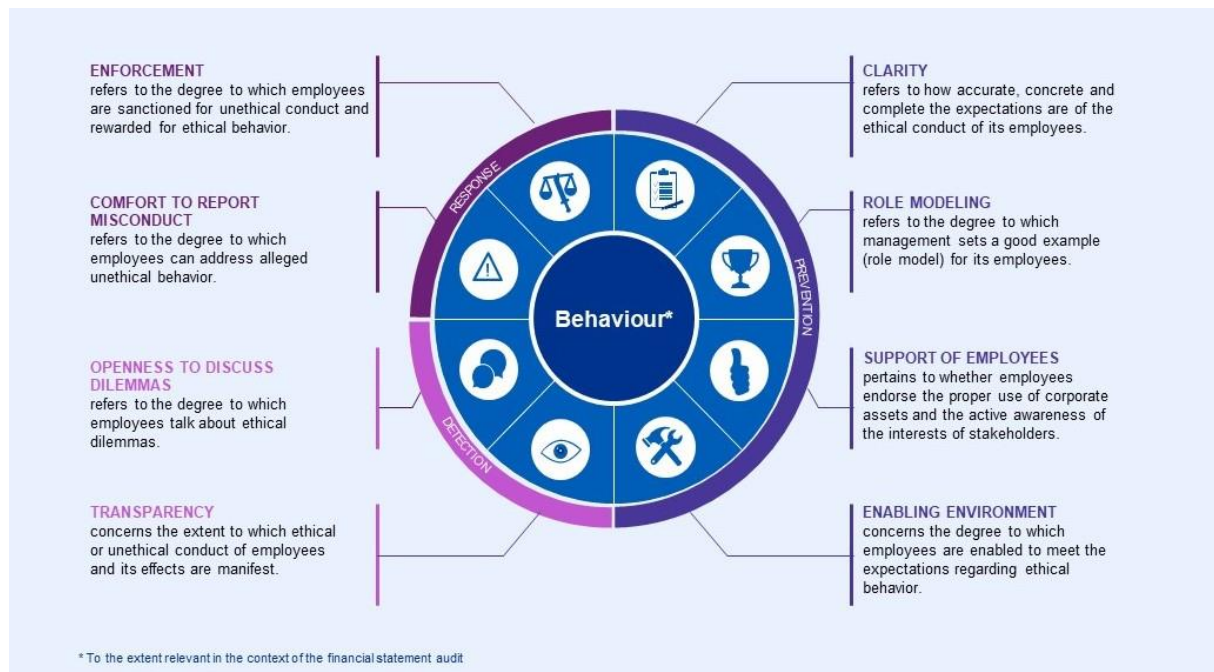 ENFORCEMENT
refers to the degree to which employees
are sanctioned for unethical conduct and
rewarded for ethical behavior.
COMFORT TO REPORT
MISCONDUCT
refers to the degree to which
employees can address alleged
unethical behavior.
OPENNESS TO DISCUSS
DILEMMAS
refers to the degree to which
employees talk about ethical
dilemmas.
TRANSPARENCY
concerns the extent to which ethical
or unethical conduct of employees
and its effects are manifest.
RESPONSE
DETECTION
Behaviour*
PREVENTION
CLARITY
refers to how accurate, concrete and
complete the expectations are of the
ethical conduct of its employees.
ROLE MODELING
refers to the degree to which
management sets a good example
(role model) for its employees.
SUPPORT OF EMPLOYEES
pertains to whether employees
endorse the proper use of corporate
assets and the active awareness of
the interests of stakeholders.
ENABLING ENVIRONMENT
concerns the degree to which
employees are enabled to meet the
expectations regarding ethical
behavior.
* To the extent relevant in the context of the financial statement audit